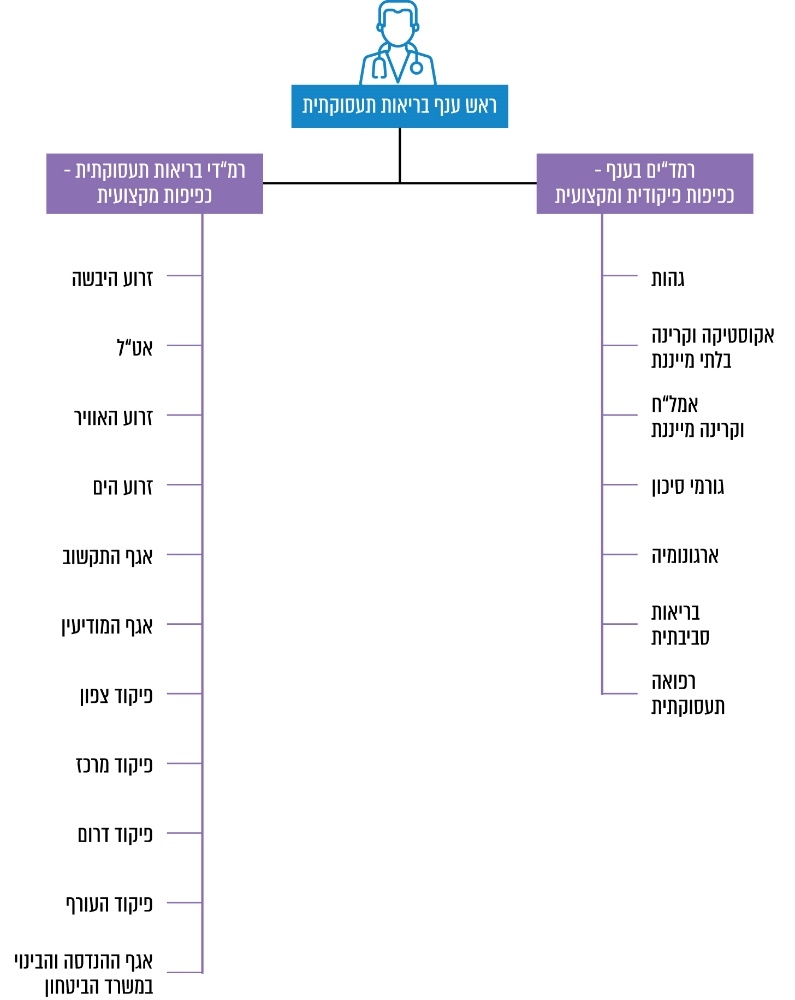 ראש ענף בריאות תעסוקתית
רמד"ים בענף -
כפיפות פיקודית ומקצועית
גהות
אקוסטיקה וקרינה
בלתי מייננת
אמל"ח
וקרינה מייננת
גורמי סיכון
ארגונומיה
בריאות
סביבתית
רפואה
תעסוקתית
רמ"די בריאות תעסוקתית -
כפיפות מקצועית
זרוע היבשה
אט"ל
זרוע האוויר
זרוע הים
אגף התקשוב
אגף המודיעין
פיקוד צפון
פיקוד מרכז
פיקוד דרום
פיקוד העורף
אגף ההנדסה והבינוי
במשרד הביטחון